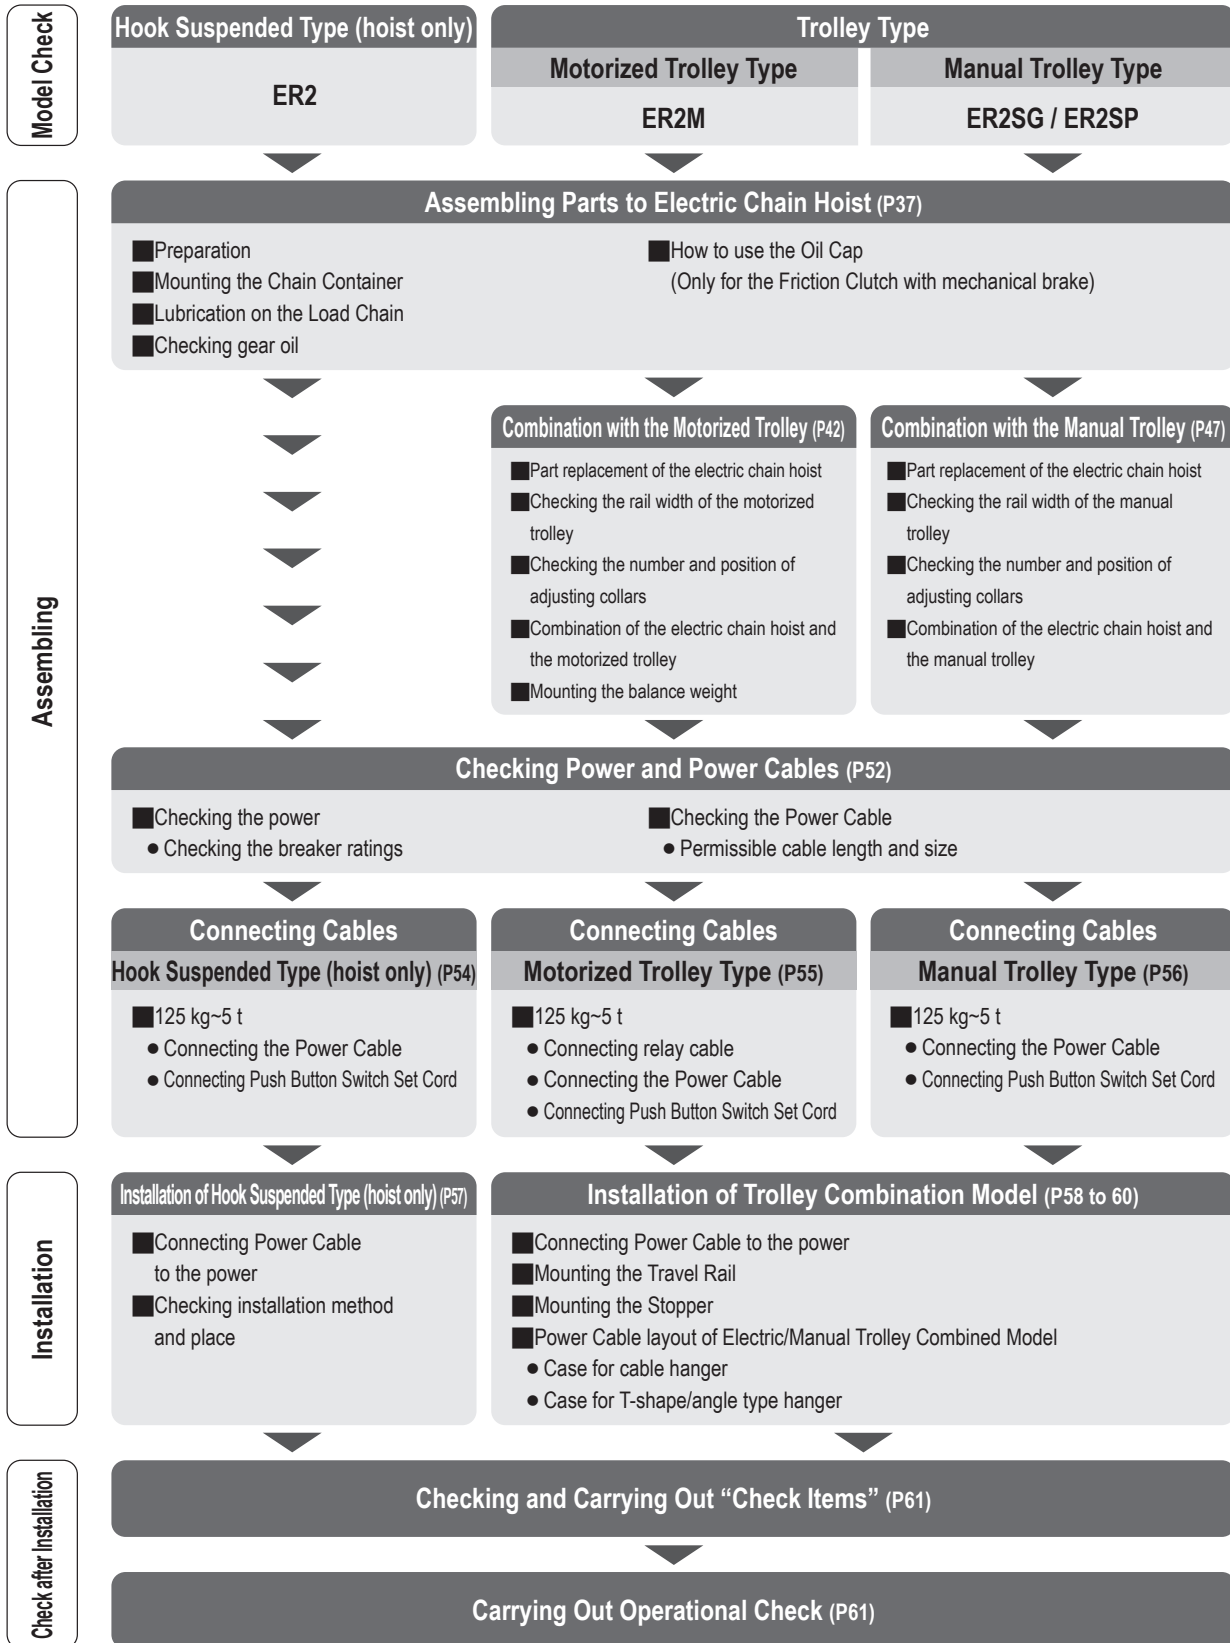 Model Check
Hook Suspended Type (hoist only)
ER2
Trolley Type
Motorized Trolley Type
ER2M
Manual Trolley Type
ER2SG / ER2SP
Assembling
Assembling Parts to Electric Chain Hoist (P37)
■Preparation
■Mounting the Chain Container
■Lubrication on the Load Chain
■Checking gear oil
■How to use the Oil Cap
(Only for the Friction Clutch with mechanical brake)
Combination with the Motorized Trolley (P42)
■Part replacement of the electric chain hoist
■Checking the rail width of the motorized
trolley
■Checking the number and position of
adjusting collars
■Combination of the electric chain hoist and
the motorized trolley
■Mounting the balance weight
Combination with the Manual Trolley (P47)
■Part replacement of the electric chain hoist
■Checking the rail width of the manual
trolley
■Checking the number and position of
adjusting collars
■Combination of the electric chain hoist and
the manual trolley
Checking Power and Power Cables (P52)
■Checking the power
● Checking the breaker ratings
■Checking the Power Cable
● Permissible cable length and size
Connecting Cables
Hook Suspended Type (hoist only) (P54)
■125 kg~5 t
● Connecting the Power Cable
● Connecting Push Button Switch Set Cord
Connecting Cables
Motorized Trolley Type (P55)
■125 kg~5 t
● Connecting relay cable
● Connecting the Power Cable
● Connecting Push Button Switch Set Cord
Connecting Cables
Manual Trolley Type (P56)
■125 kg~5 t
● Connecting the Power Cable
● Connecting Push Button Switch Set Cord
Installation
Installation of Hook Suspended Type (hoist only) (P57)
■Connecting Power Cable
to the power
■Checking installation method
and place
Installation of Trolley Combination Model (P58 to 60)
■Connecting Power Cable to the power
■Mounting the Travel Rail
■Mounting the Stopper
■Power Cable layout of Electric/Manual Trolley Combined Model
● Case for cable hanger
● Case for T-shape/angle type hanger
Check after Installation
Checking and Carrying Out “Check Items” (P61)
Carrying Out Operational Check (P61)